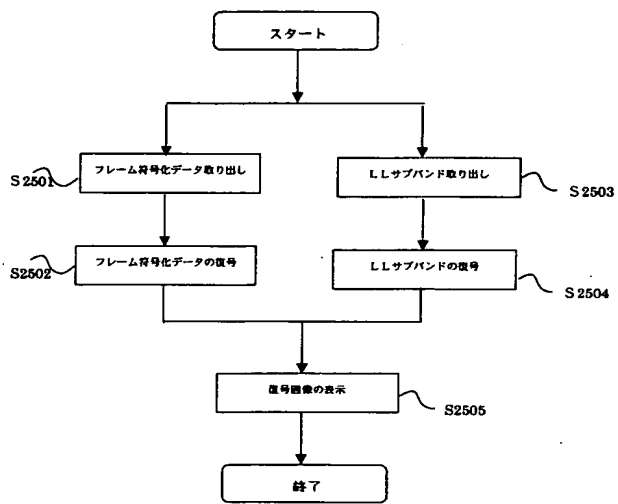 スタート
S2501
フレーム符号化データ取り出し
LLサブバンド取り出し
S2503
S2502
フレーム符号化データの復号
LLサブバンドの復号
S2504
復号画像の表示
S2505
終了